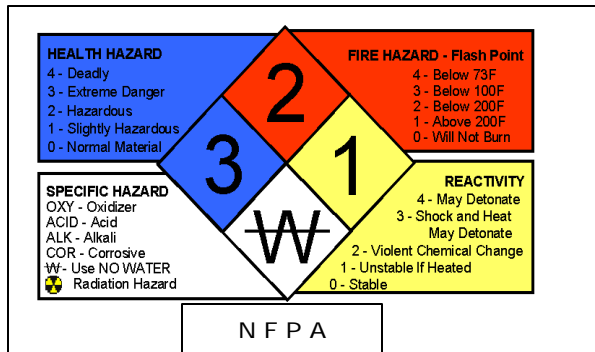 HEALTH HAZARD
4 - Deadly
3 - Extreme Danger
2 - Hazardous
1 - Slightly Hazardous
0 - Normal Material
FIRE HAZARD - Flash Point
4 - Below 73F
3 - Below 100F
2 - Below 200F
1 - Above 200F
0 - Will Not Burn
2
3
1
W
SPECIFIC HAZARD
OXY - Oxidizer
ACID - Acid
ALK - Alkali
COR - Corrosive
W - Use NO WATER
Radiation Hazard
REACTIVITY
4 - May Detonate
3 - Shock and Heat
May Detonate
2 - Violent Chemical Change
1 - Unstable If Heated
0 - Stable
N F P A